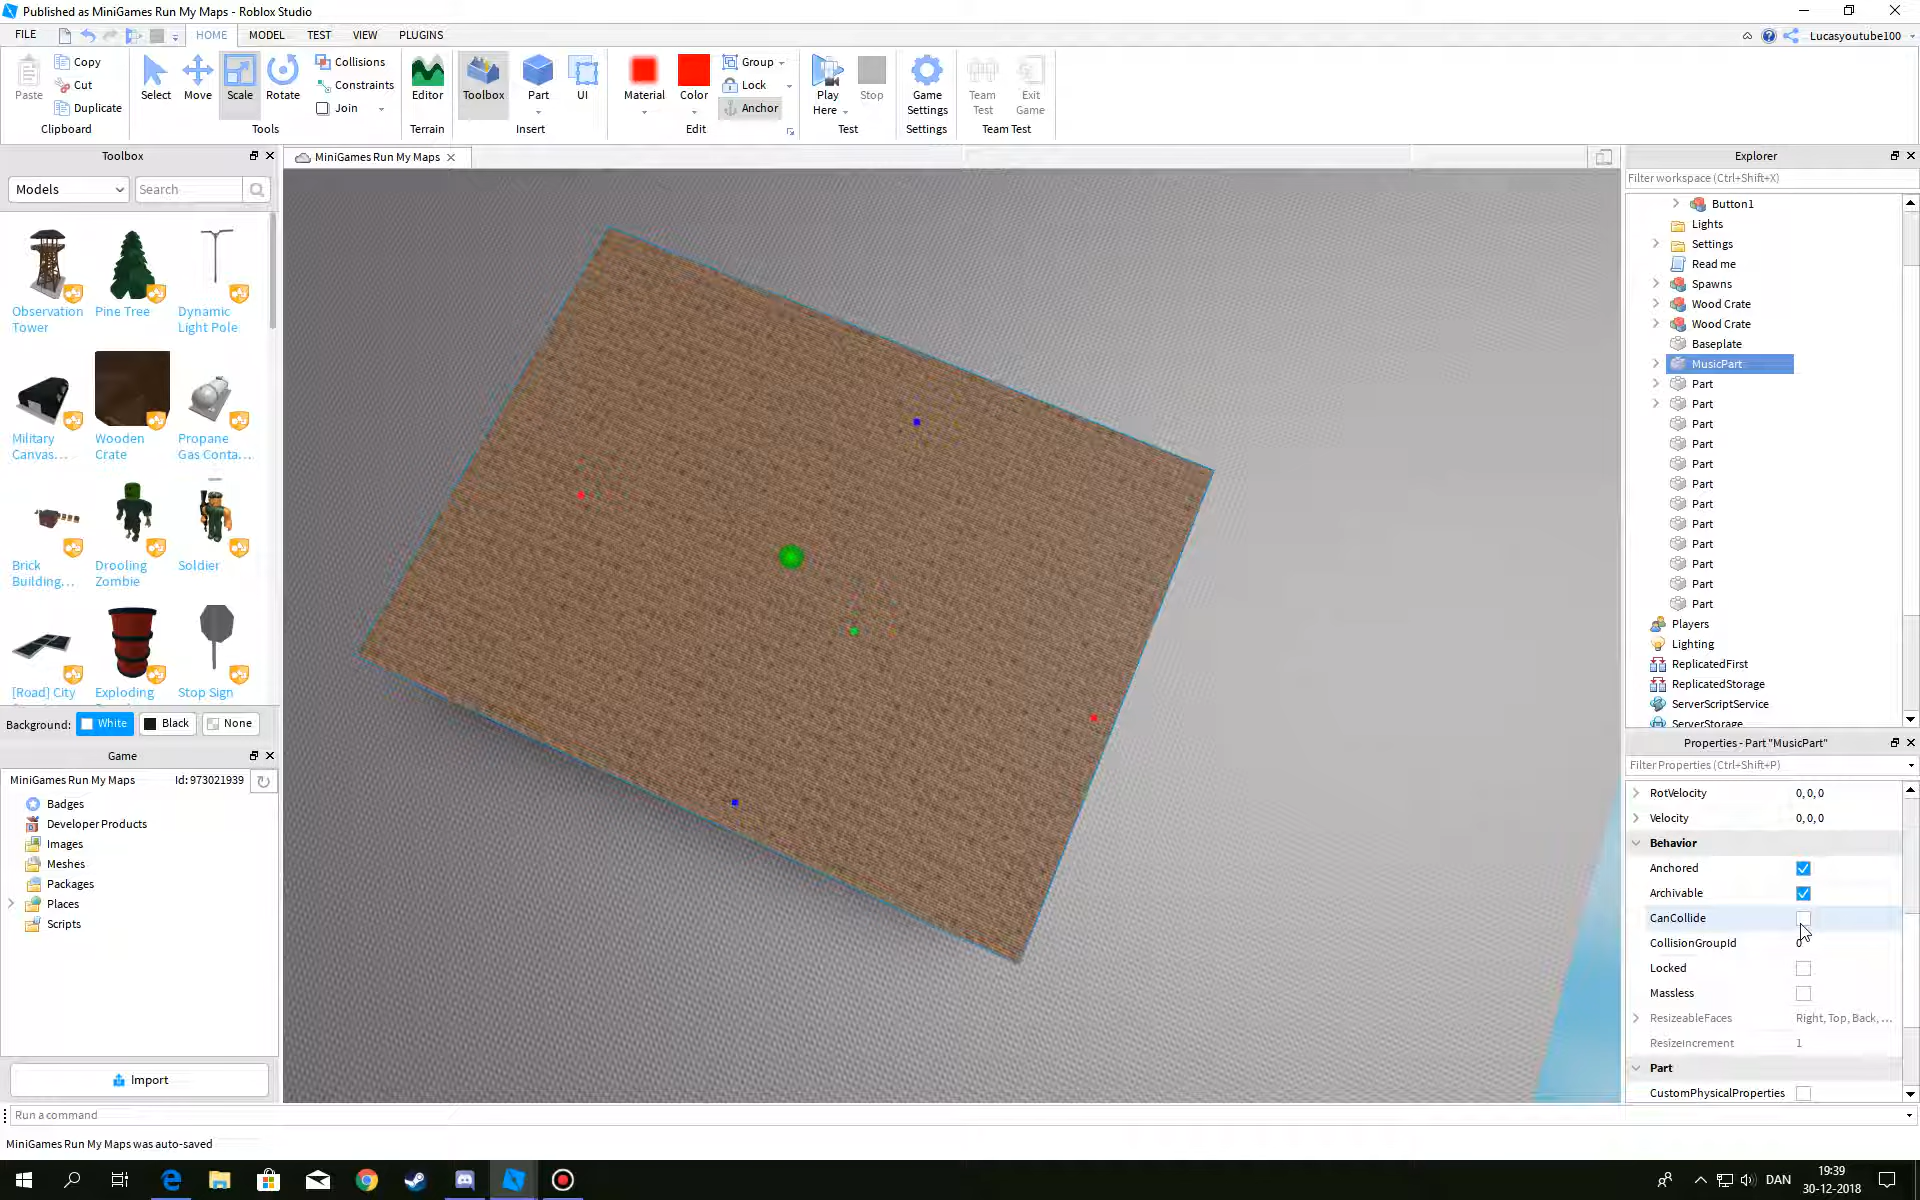 Published as MiniGames Run My Maps - Roblox Studio
FILE HOME MODEL TEST VIEW PLUGINS Lucasyoutube100
Paste
Copy
Cut
Duplicate
Clipboard
Select Move Scale Rotate
Collisions
Constraints
Join
Tools
Editor
Terrain
Toolbox Part UI
Insert
Material Color
Group
Lock
Anchor
Edit
Play Here
Stop
Test
Game Settings
Settings
Team Test
Exit Game
Team Test
Toolbox
Models Search
Observation Tower
Pine Tree
Dynamic Light Pole
Military Canvas...
Wooden Crate
Propane Gas Conta...
Brick Building...
Drooling Zombie
Soldier
[Road] City
Exploding
Stop Sign
Background: White Black None
Game
MiniGames Run My Maps Id: 973021939
Badges
Developer Products
Images
Meshes
Packages
Places
Scripts
Import
MiniGames Run My Maps
Explorer
Filter workspace (Ctrl+Shift+X)
Button1
Lights
Settings
Read me
Spawns
Wood Crate
Wood Crate
Baseplate
MusicPart
Part
Part
Part
Part
Part
Part
Part
Part
Part
Part
Part
Part
Players
Lighting
ReplicatedFirst
ReplicatedStorage
ServerScriptService
ServerStorage
Properties - Part "MusicPart"
Filter Properties (Ctrl+Shift+P)
RotVelocity 0, 0, 0
Velocity 0, 0, 0
Behavior
Anchored
Archivable
CanCollide
CollisionGroupId 0
Locked
Massless
ResizeableFaces Right, Top, Back, ...
ResizeIncrement 1
Part
CustomPhysicalProperties
Run a command
MiniGames Run My Maps was auto-saved
DAN
19:39
30-12-2018